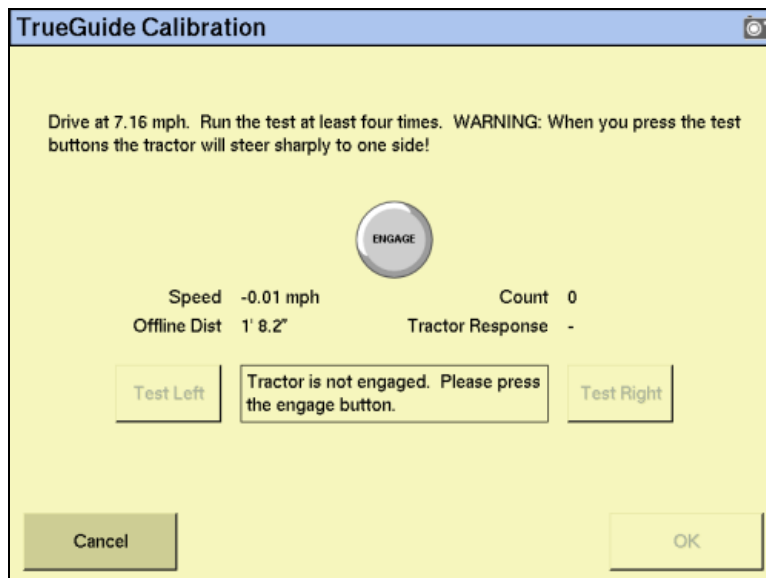 TrueGuide Calibration
Drive at 7.16 mph. Run the test at least four times. WARNING: When you press the test
buttons the tractor will steer sharply to one side!
ENGAGE
Speed -0.01 mph Count 0
Offline Dist 1' 8.2" Tractor Response -
Test Left
Tractor is not engaged. Please press
the engage button.
Test Right
Cancel OK